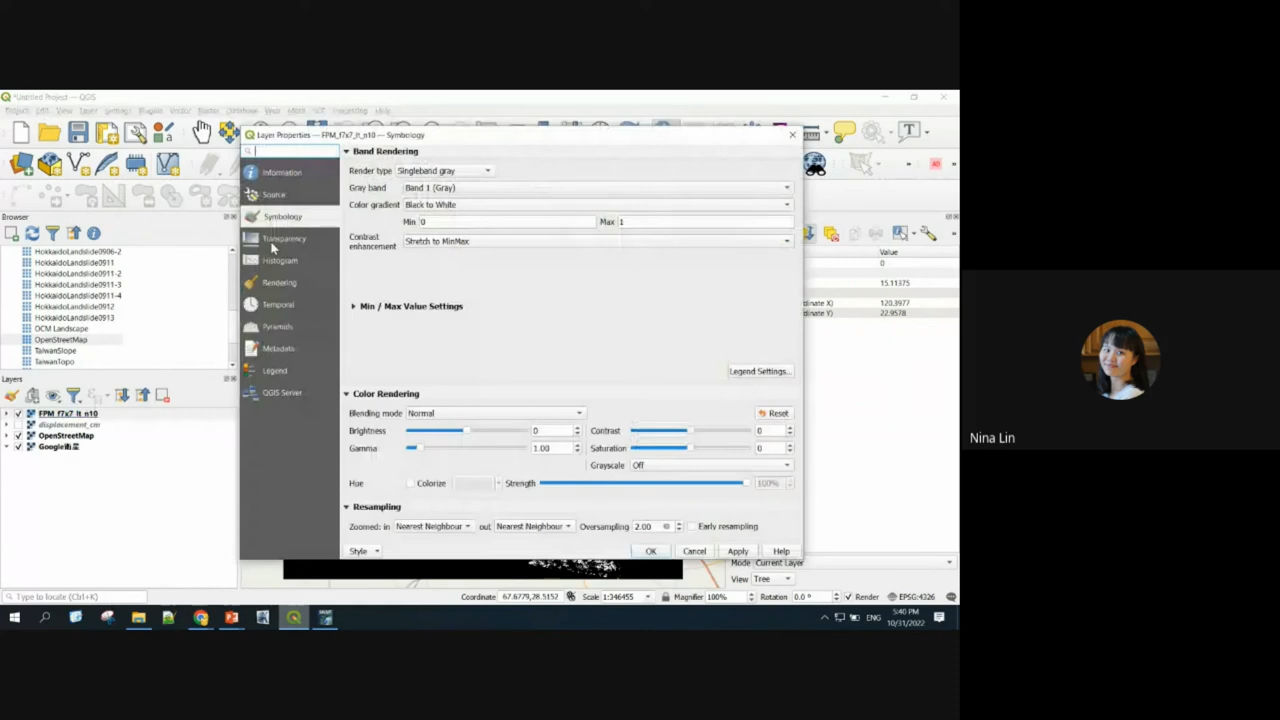 *Untitled Project — QGIS
Layer Properties — FPM_f7x7_lt_n10 — Symbology
Information
Source
Symbology
Transparency
Histogram
Rendering
Temporal
Pyramids
Metadata
Legend
QGIS Server
Band Rendering
Render type Singleband gray
Gray band Band 1 (Gray)
Color gradient Black to White
Min 0 Max 1
Contrast enhancement Stretch to MinMax
Min / Max Value Settings
Legend Settings...
Color Rendering
Blending mode Normal Reset
Brightness 0 Contrast 0
Gamma 1.00 Saturation 0
Grayscale Off
Hue Colorize Strength 100%
Resampling
Zoomed: in Nearest Neighbour out Nearest Neighbour Oversampling 2.00 Early resampling
Style OK Cancel Apply Help
Browser
HokkaidoLandslide0906-2
HokkaidoLandslide0911
HokkaidoLandslide0911-2
HokkaidoLandslide0911-3
HokkaidoLandslide0911-4
HokkaidoLandslide0912
HokkaidoLandslide0913
OCM Landscape
OpenStreetMap
TaiwanSlope
TaiwanTopo
Layers
FPM_f7x7_lt_n10
displacement_cm
OpenStreetMap
Google
Value
0
15.11375
dinate X) 120.3977
dinate Y) 22.9578
Mode Current Layer
View Tree
Type to locate (Ctrl+K)
Coordinate 67.6779,28.5152 Scale 1:346455 Magnifier 100% Rotation 0.0 ° Render EPSG:4326
ENG
5:40 PM
10/31/2022
Nina Lin